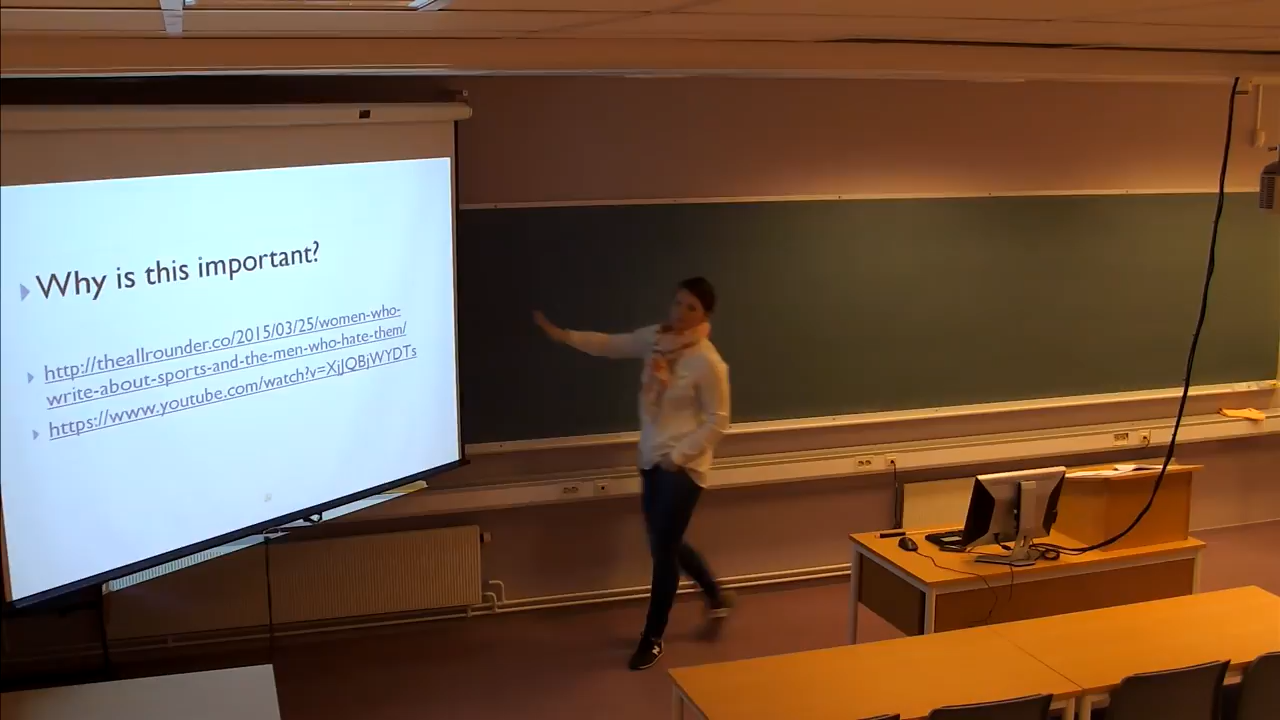 Why is this important?
http://theallrounder.co/2015/03/25/women-who-
write-about-sports-and-the-men-who-hate-them/
https://www.youtube.com/watch?v=XjJQBjWYDTs